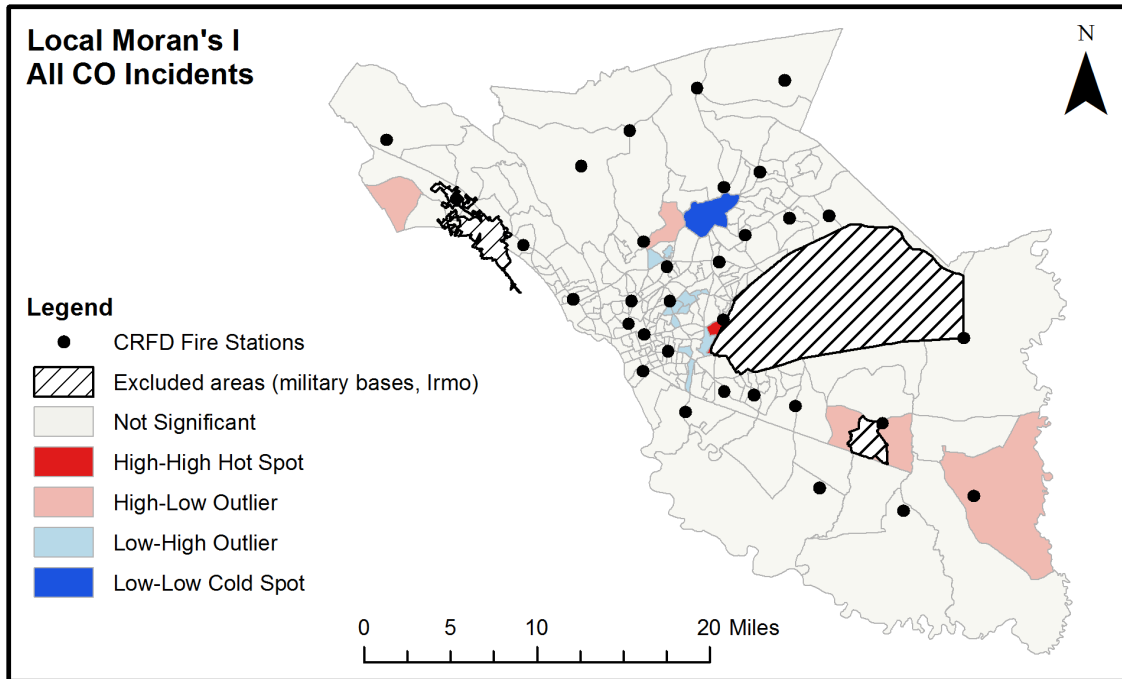 Local Moran's I
All CO Incidents
N
Legend
CRFD Fire Stations
Excluded areas (military bases, Irmo)
Not Significant
High-High Hot Spot
High-Low Outlier
Low-High Outlier
Low-Low Cold Spot
0 5 10 20 Miles